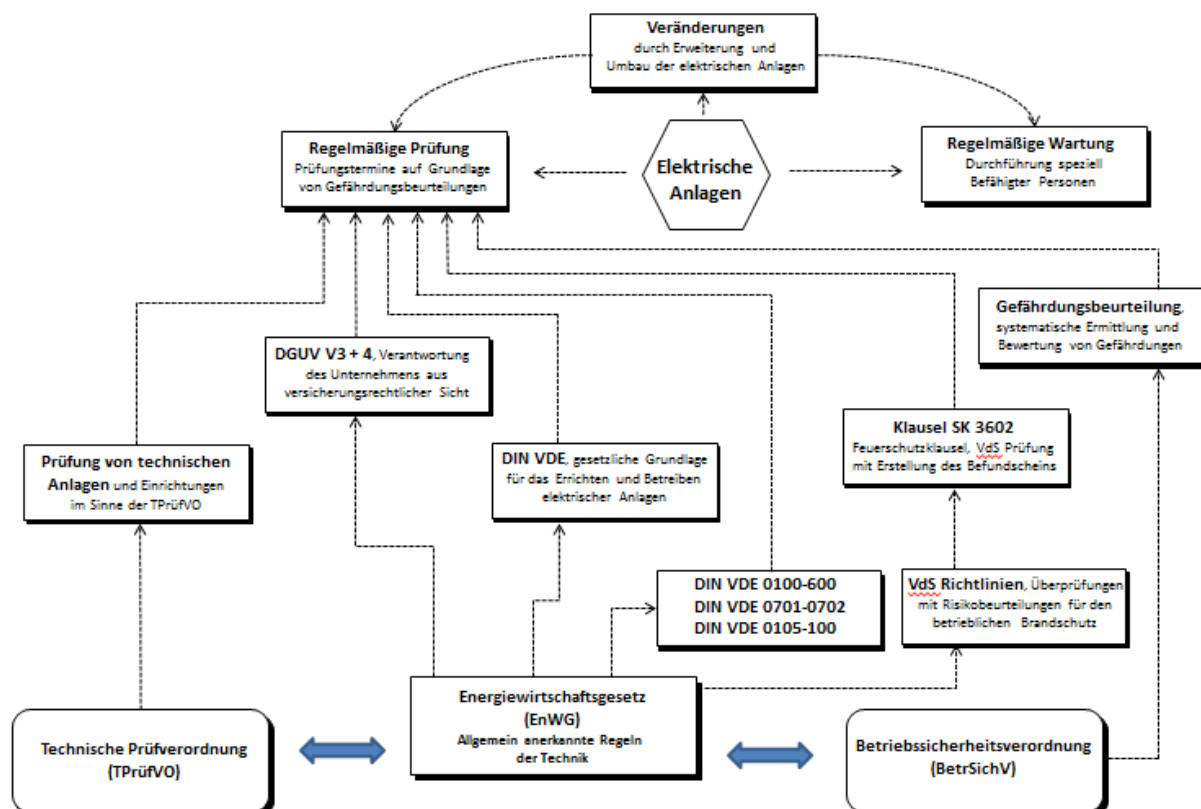 Veränderungen
durch Erweiterung und
Umbau der elektrischen Anlagen
Regelmäßige Prüfung
Prüfungstermine auf Grundlage
von Gefährdungsbeurteilungen
Elektrische
Anlagen
Regelmäßige Wartung
Durchführung speziell
Befähigter Personen
Gefährdungsbeurteilung,
systematische Ermittlung und
Bewertung von Gefährdungen
DGUV V3 + 4, Verantwortung
des Unternehmens aus
versicherungsrechtlicher Sicht
Klausel SK 3602
Feuerschutzklausel, VdS Prüfung
mit Erstellung des Befundscheins
Prüfung von technischen
Anlagen und Einrichtungen
im Sinne der TPrüfVO
DIN VDE, gesetzliche Grundlage
für das Errichten und Betreiben
elektrischer Anlagen
DIN VDE 0100-600
DIN VDE 0701-0702
DIN VDE 0105-100
VdS Richtlinien, Überprüfungen
mit Risikobeurteilungen für den
betrieblichen Brandschutz
Energiewirtschaftsgesetz
(EnWG)
Allgemein anerkannte Regeln
der Technik
Technische Prüfverordnung
(TPrüfVO)
Betriebssicherheitsverordnung
(BetrSichV)